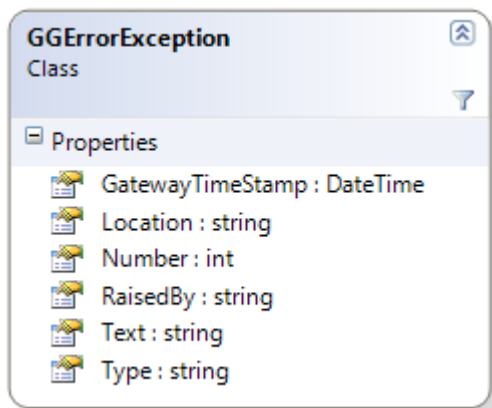 GGErrorException
Class
Properties
GatewayTimeStamp : DateTime
Location : string
Number : int
RaisedBy : string
Text : string
Type : string